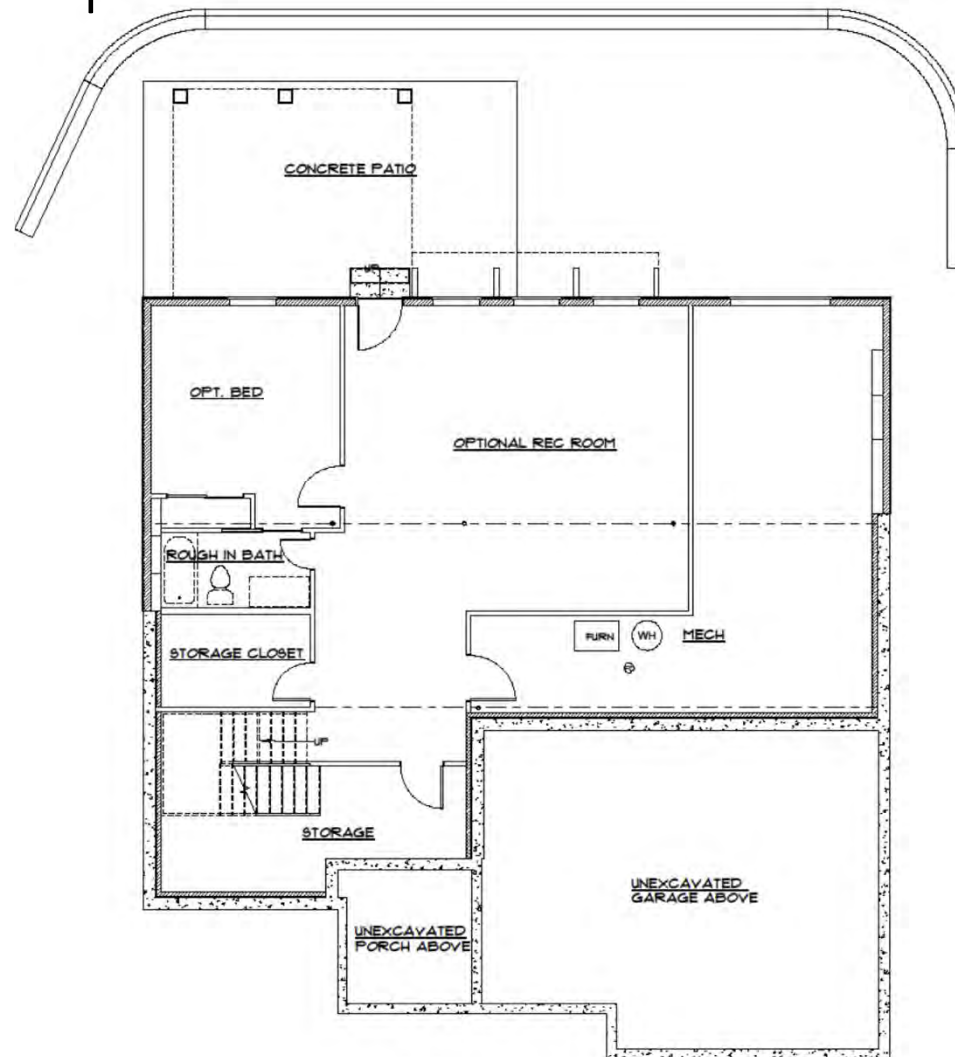 CONCRETE PATIO
UP
OPT. BED
OPTIONAL REC ROOM
ROUGH IN BATH
FURN
WH
MECH
STORAGE CLOSET
UP
STORAGE
UNEXCAVATED
GARAGE ABOVE
UNEXCAVATED
PORCH ABOVE